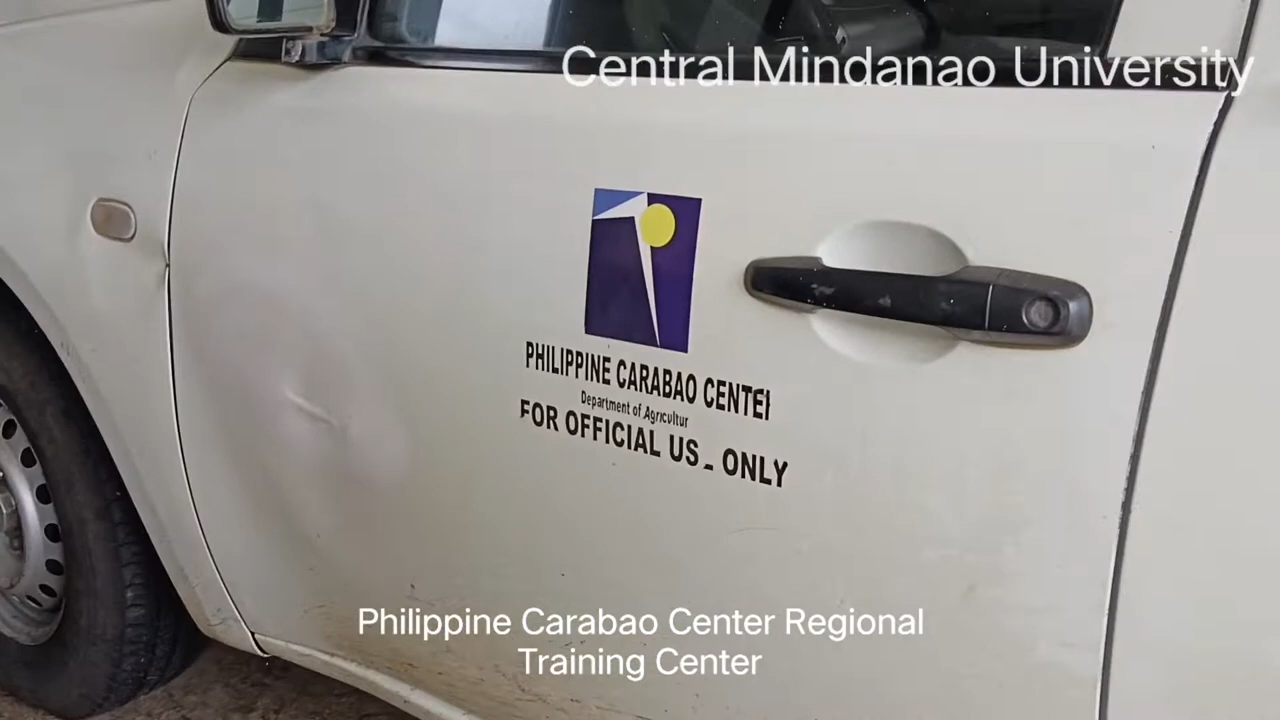 Central Mindanao University
PHILIPPINE CARABAO CENTEI
Department of Agricultur
FOR OFFICIAL US_ ONLY
Philippine Carabao Center Regional
Training Center